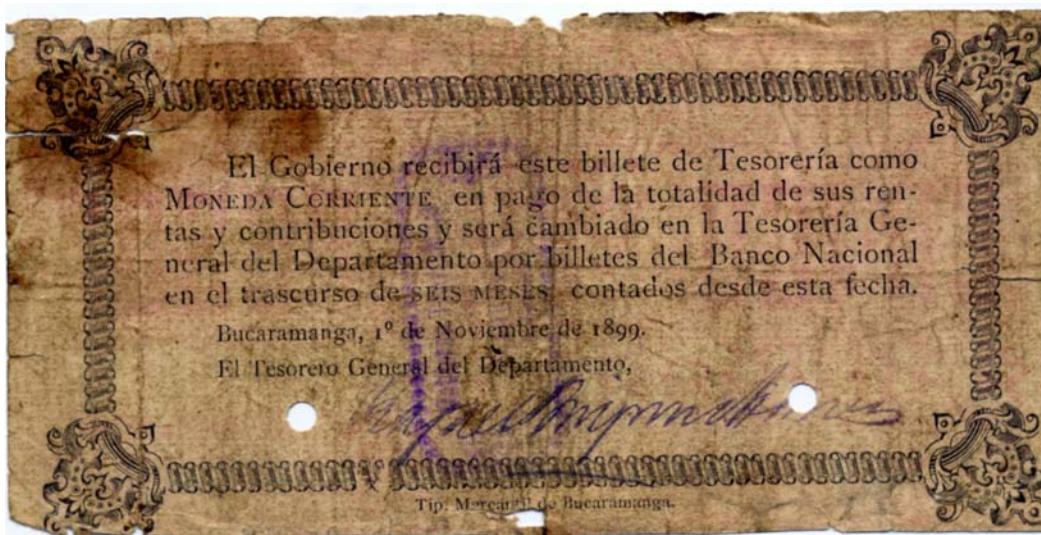 El Gobierno recibirá este billete de Tesorería como
MONEDA CORRIENTE en pago de la totalidad de sus ren-
tas y contribuciones y será cambiado en la Tesorería Ge-
neral del Departamento por billetes del Banco Nacional
en el trascurso de SEIS MESES contados desde esta fecha.
Bucaramanga, 1º de Noviembre de 1899.
El Tesorero General del Departamento,
Tip. Mercantil de Bucaramanga.